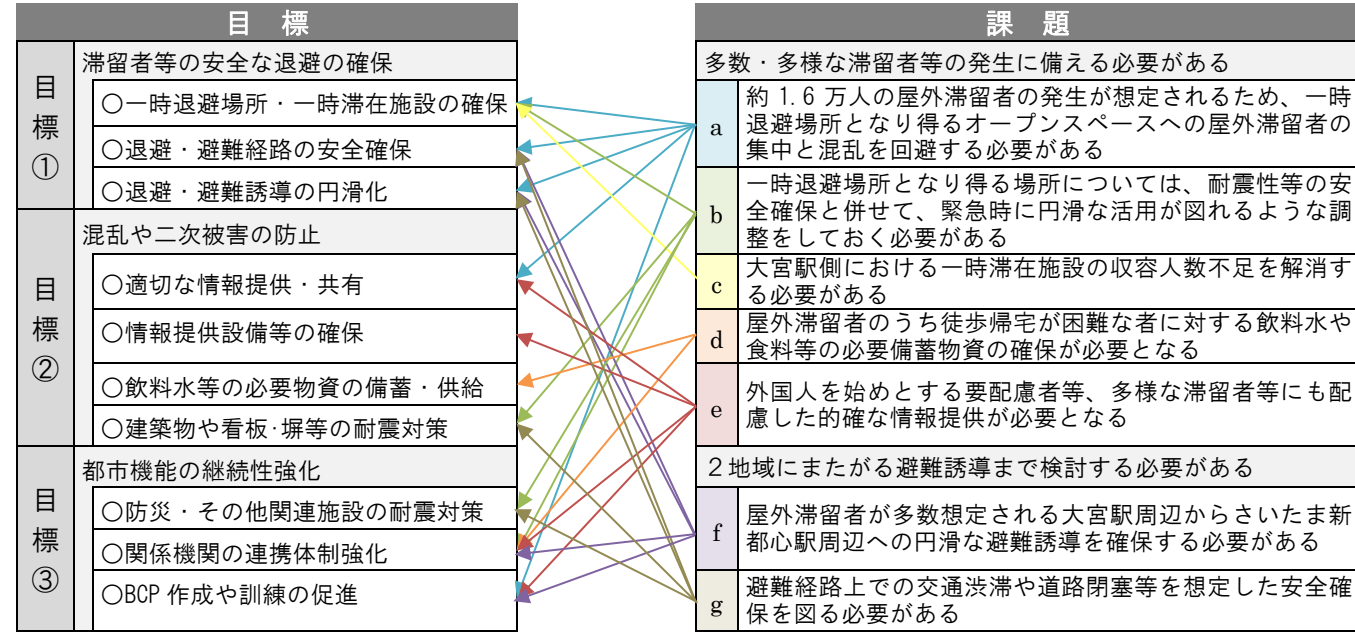 目 標
目標①
滞留者等の安全な退避の確保
○一時退避場所・一時滞在施設の確保
○退避・避難経路の安全確保
○退避・避難誘導の円滑化
目標②
混乱や二次被害の防止
○適切な情報提供・共有
○情報提供設備等の確保
○飲料水等の必要物資の備蓄・供給
○建築物や看板・塀等の耐震対策
目標③
都市機能の継続性強化
○防災・その他関連施設の耐震対策
○関係機関の連携体制強化
○BCP 作成や訓練の促進
課 題
多数・多様な滞留者等の発生に備える必要がある
a
約 1.6 万人の屋外滞留者の発生が想定されるため、一時
退避場所となり得るオープンスペースへの屋外滞留者の
集中と混乱を回避する必要がある
b
一時退避場所となり得る場所については、耐震性等の安
全確保と併せて、緊急時に円滑な活用が図れるような調
整をしておく必要がある
c
大宮駅側における一時滞在施設の収容人数不足を解消す
る必要がある
d
屋外滞留者のうち徒歩帰宅が困難な者に対する飲料水や
食料等の必要備蓄物資の確保が必要となる
e
外国人を始めとする要配慮者等、多様な滞留者等にも配
慮した的確な情報提供が必要となる
２地域にまたがる避難誘導まで検討する必要がある
f
屋外滞留者が多数想定される大宮駅周辺からさいたま新
都心駅周辺への円滑な避難誘導を確保する必要がある
g
避難経路上での交通渋滞や道路閉塞等を想定した安全確
保を図る必要がある